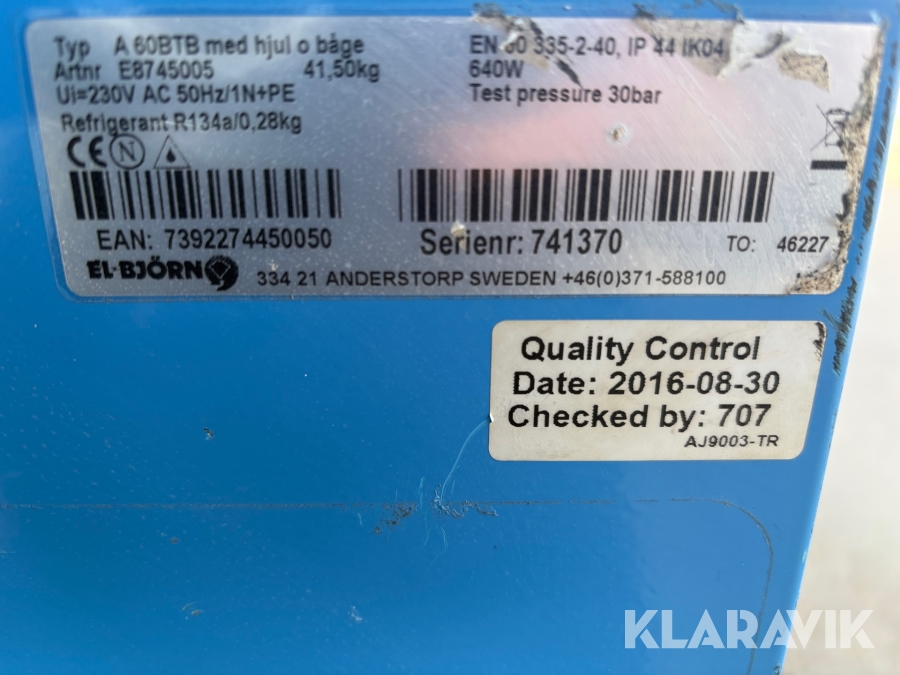 Typ A 60BTB med hjul o båge
Artnr E8745005 41,50kg
Ui=230V AC 50Hz/1N+PE
Refrigerant R134a/0,28kg
EN 60 335-2-40, IP 44 IK04
640W
Test pressure 30bar
CE N
EAN: 7392274450050
Serienr: 741370
TO: 46227
EL-BJÖRN
334 21 ANDERSTORP SWEDEN +46(0)371-588100
Quality Control
Date: 2016-08-30
Checked by: 707
AJ9003-TR
KLARAVIK